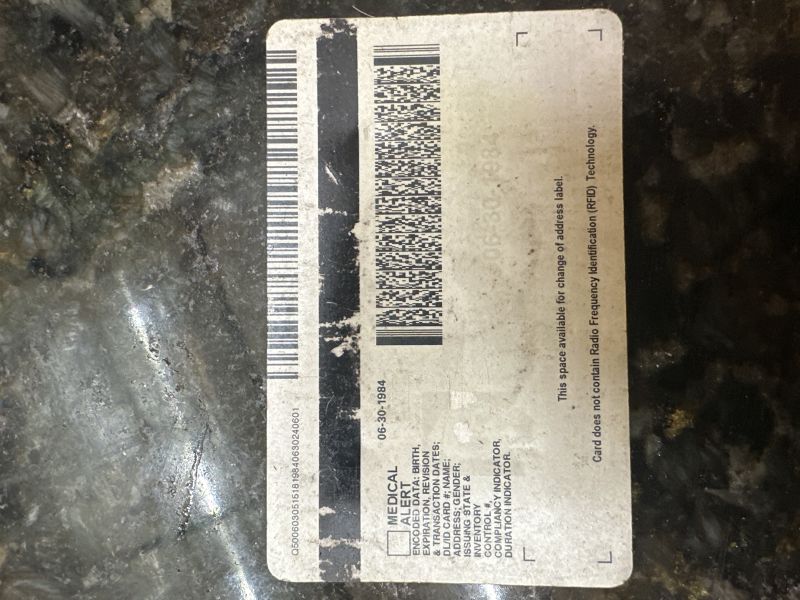 Q500603051518198406302406​01
MEDICAL
ALERT
06-30-1984
ENCODED DATA: BIRTH,
EXPIRATION, REVISION
& TRANSACTION DATES;
DL/ID CARD #; NAME;
ADDRESS; GENDER;
ISSUING STATE &
INVENTORY
CONTROL #,
COMPLIANCY INDICATOR,
DURATION INDICATOR.
This space available for change of address label.
Card does not contain Radio Frequency Identification (RFID) Technology.